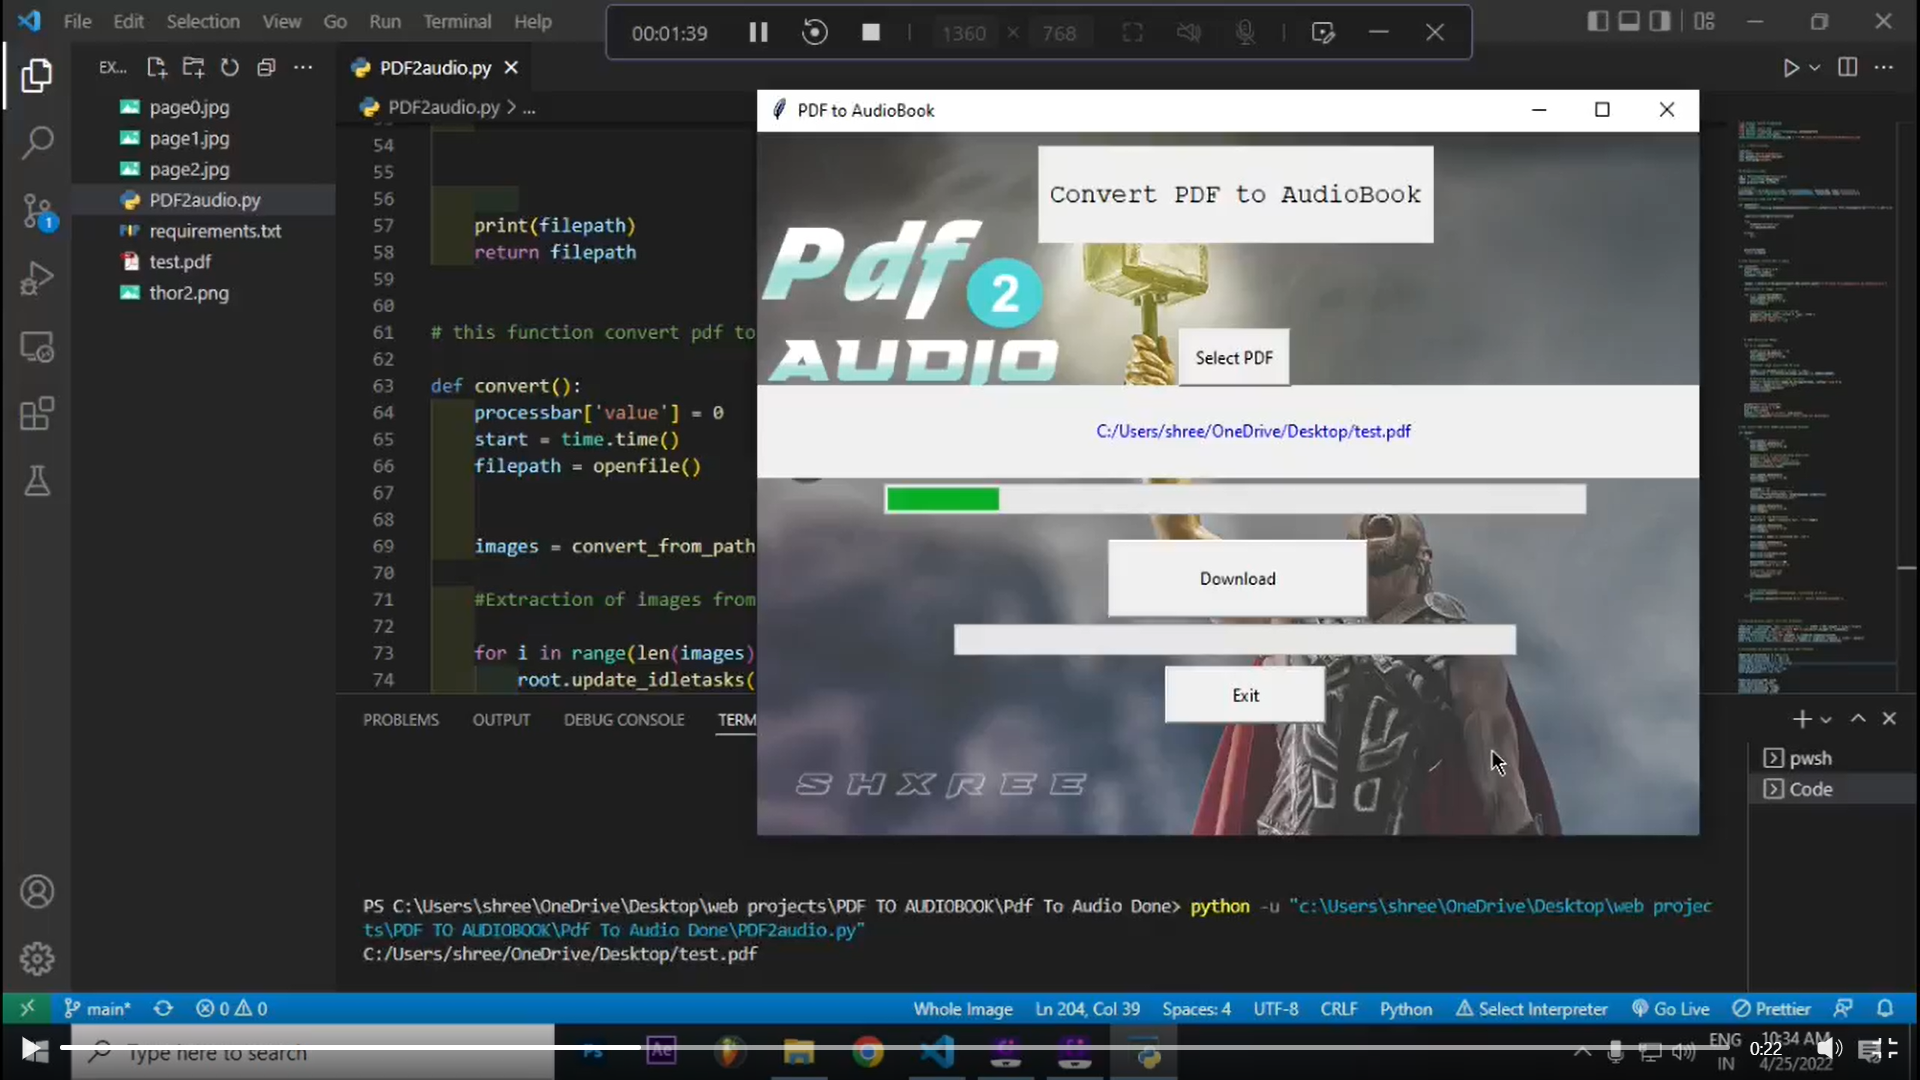 File Edit Selection View Go Run Terminal Help
00:01:39
1360 × 768
EX...
PDF2audio.py
page0.jpg
page1.jpg
page2.jpg
PDF2audio.py
requirements.txt
test.pdf
thor2.png
PDF2audio.py > ...
54
55
56
57 print(filepath)
58 return filepath
59
60
61 # this function convert pdf to
62
63 def convert():
64 processbar['value'] = 0
65 start = time.time()
66 filepath = openfile()
67
68
69 images = convert_from_path
70
71 #Extraction of images from
72
73 for i in range(len(images)
74 root.update_idletasks(
PDF to AudioBook
Convert PDF to AudioBook
Pdf 2
AUDIO
Select PDF
C:/Users/shree/OneDrive/Desktop/test.pdf
Download
Exit
SHXREE
PROBLEMS OUTPUT DEBUG CONSOLE TERM
pwsh
Code
PS C:\Users\shree\OneDrive\Desktop\web projects\PDF TO AUDIOBOOK\Pdf To Audio Done> python -u "c:\Users\shree\OneDrive\Desktop\web projec
ts\PDF TO AUDIOBOOK\Pdf To Audio Done\PDF2audio.py"
C:/Users/shree/OneDrive/Desktop/test.pdf
1
main* 0 0 Whole Image Ln 204, Col 39 Spaces: 4 UTF-8 CRLF Python Select Interpreter Go Live Prettier
Type here to search
Ps
Ae
0:22
ENG
IN
10:34 AM
4/25/2022